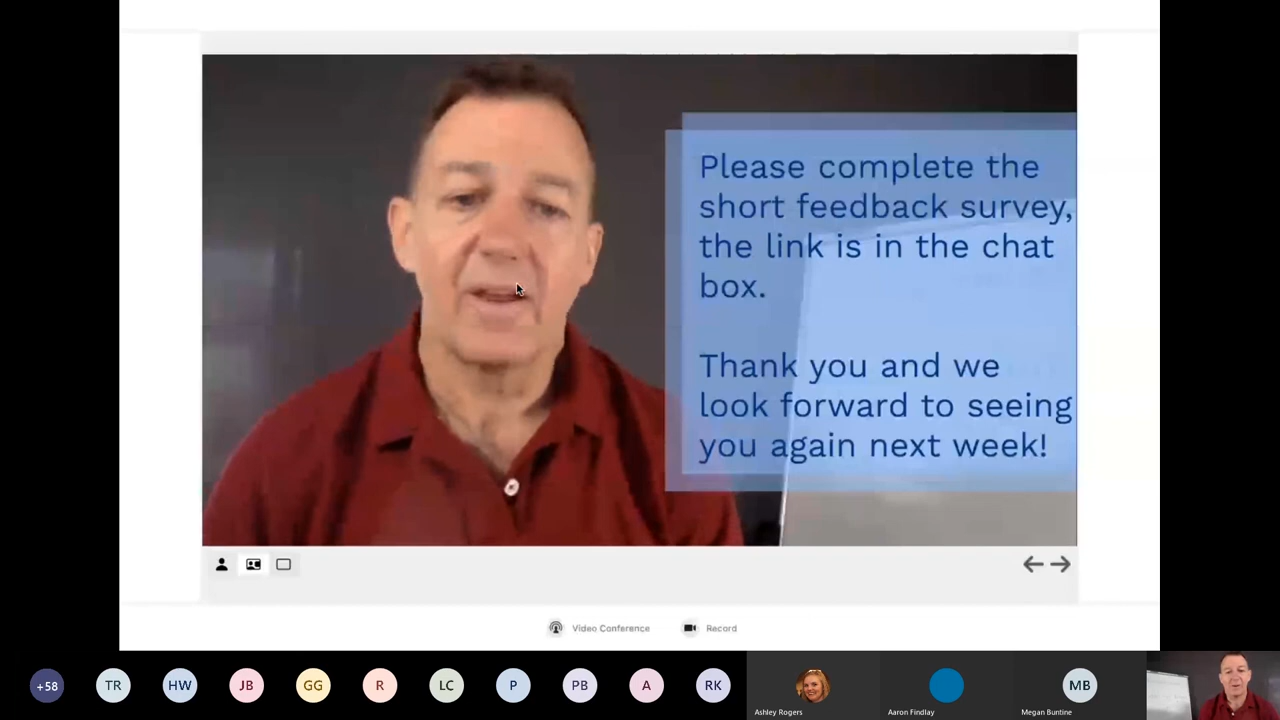 Please complete the
short feedback survey,
the link is in the chat
box.
Thank you and we
look forward to seeing
you again next week!
Video Conference
Record
+58
TR
HW
JB
GG
R
LC
P
PB
A
RK
MB
Ashley Rogers
Aaron Findlay
Megan Buntine